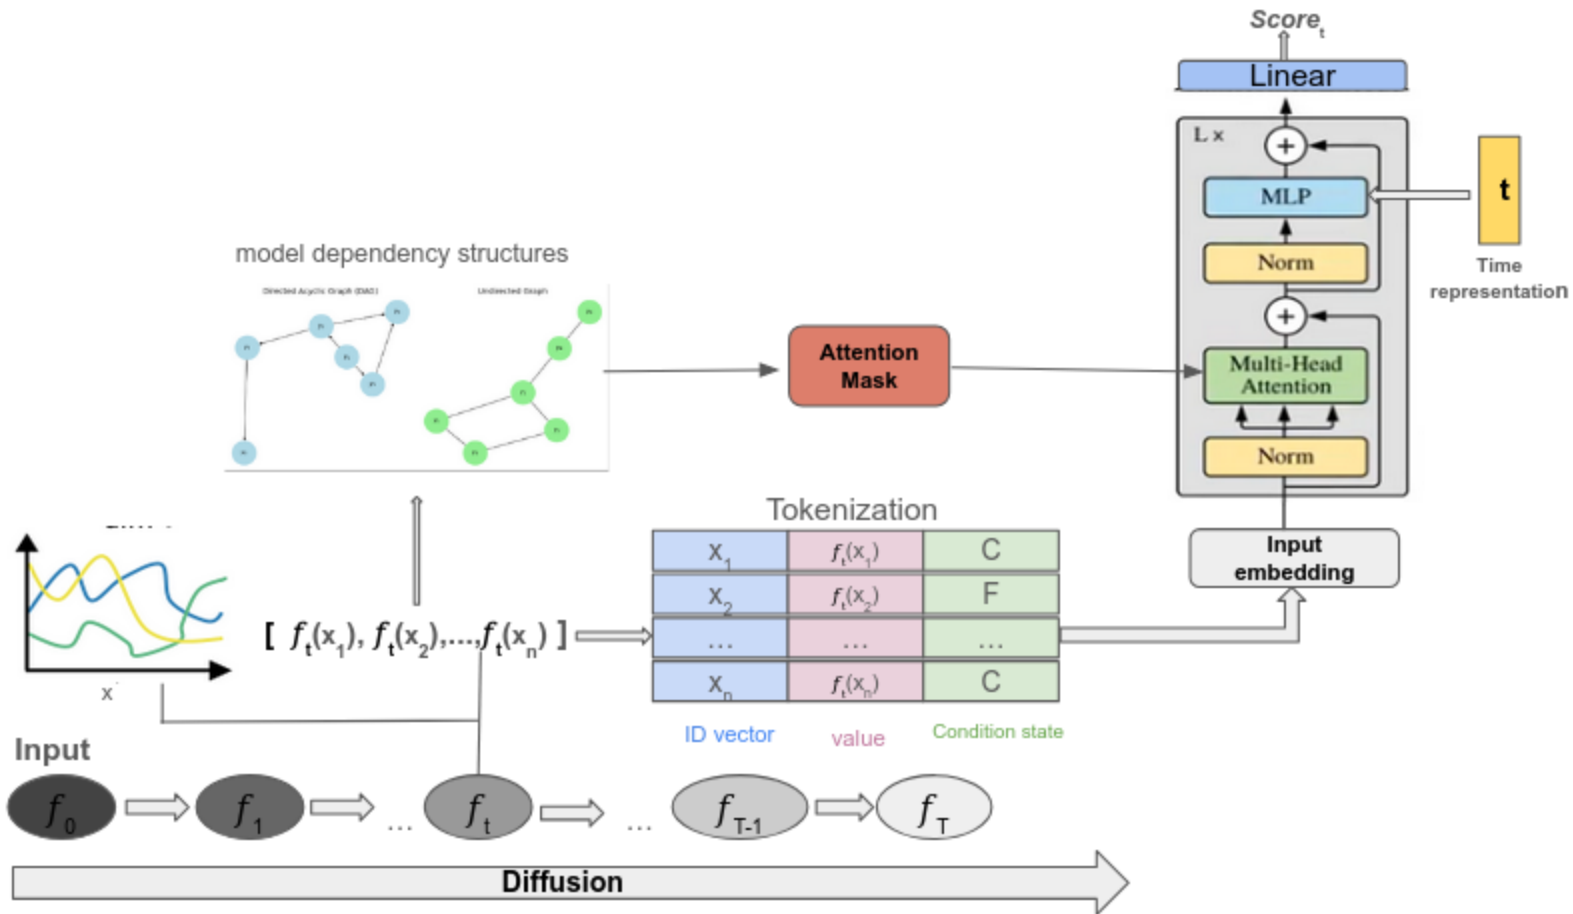 Score_t
Linear
L x
+
MLP
t
Norm
Time
representation
+
Multi-Head
Attention
Norm
model dependency structures
Directed Acyclic Graph (DAG)
Undirected Graph
Attention
Mask
Input
embedding
Tokenization
x_1 f_t(x_1) C
x_2 f_t(x_2) F
... ... ...
x_n f_t(x_n) C
ID vector value Condition state
[ f_t(x_1), f_t(x_2),...,f_t(x_n) ]
x
Input
f_0 f_1 ... f_t ... f_T-1 f_T
Diffusion